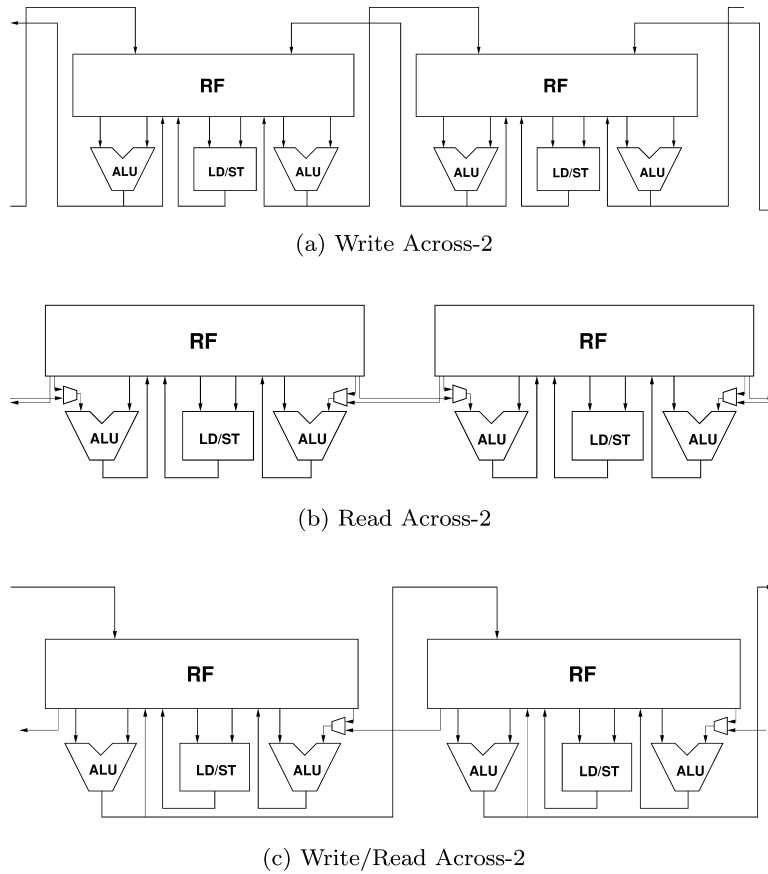 RF RF
ALU LD/ST ALU ALU LD/ST ALU
(a) Write Across-2
RF RF
ALU LD/ST ALU ALU LD/ST ALU
(b) Read Across-2
RF RF
ALU LD/ST ALU ALU LD/ST ALU
(c) Write/Read Across-2